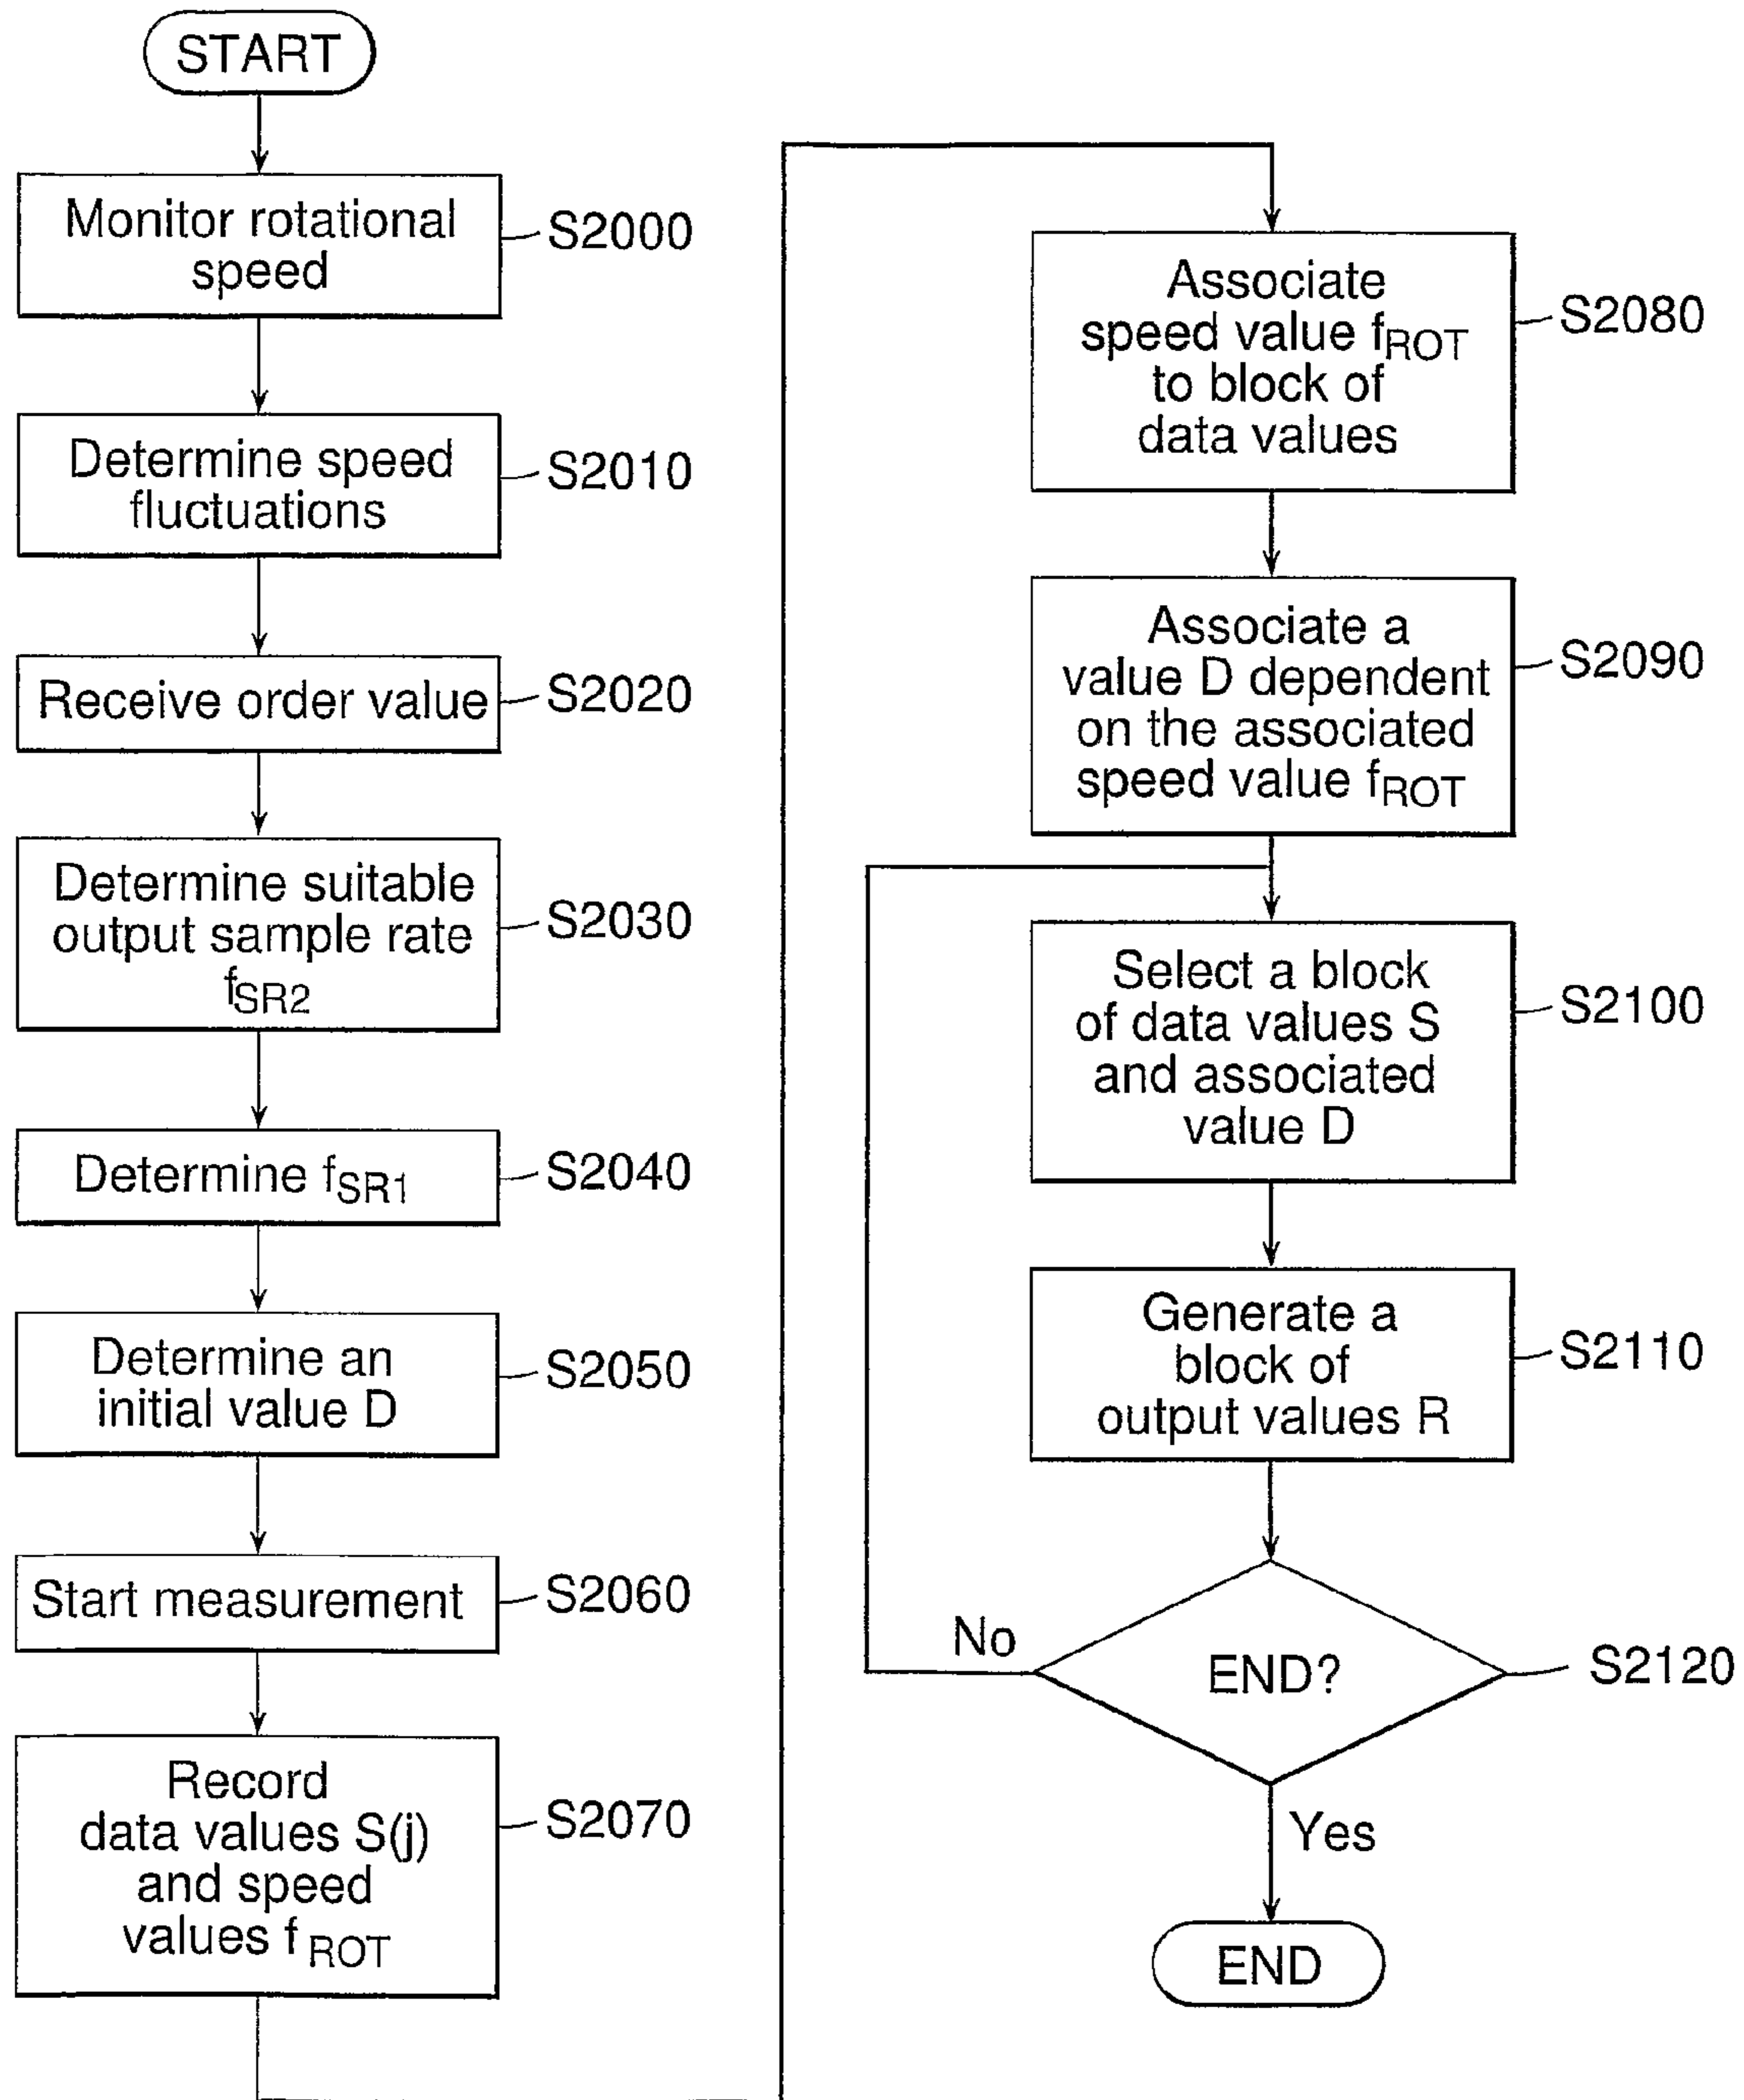 START
Monitor rotational
speed
S2000
Determine speed
fluctuations
S2010
Receive order value
S2020
Determine suitable
output sample rate
fSR2
S2030
Determine fSR1
S2040
Determine an
initial value D
S2050
Start measurement
S2060
Record
data values S(j)
and speed
values fROT
S2070
Associate
speed value fROT
to block of
data values
S2080
Associate a
value D dependent
on the associated
speed value fROT
S2090
Select a block
of data values S
and associated
value D
S2100
Generate a
block of
output values R
S2110
No
END?
S2120
Yes
END